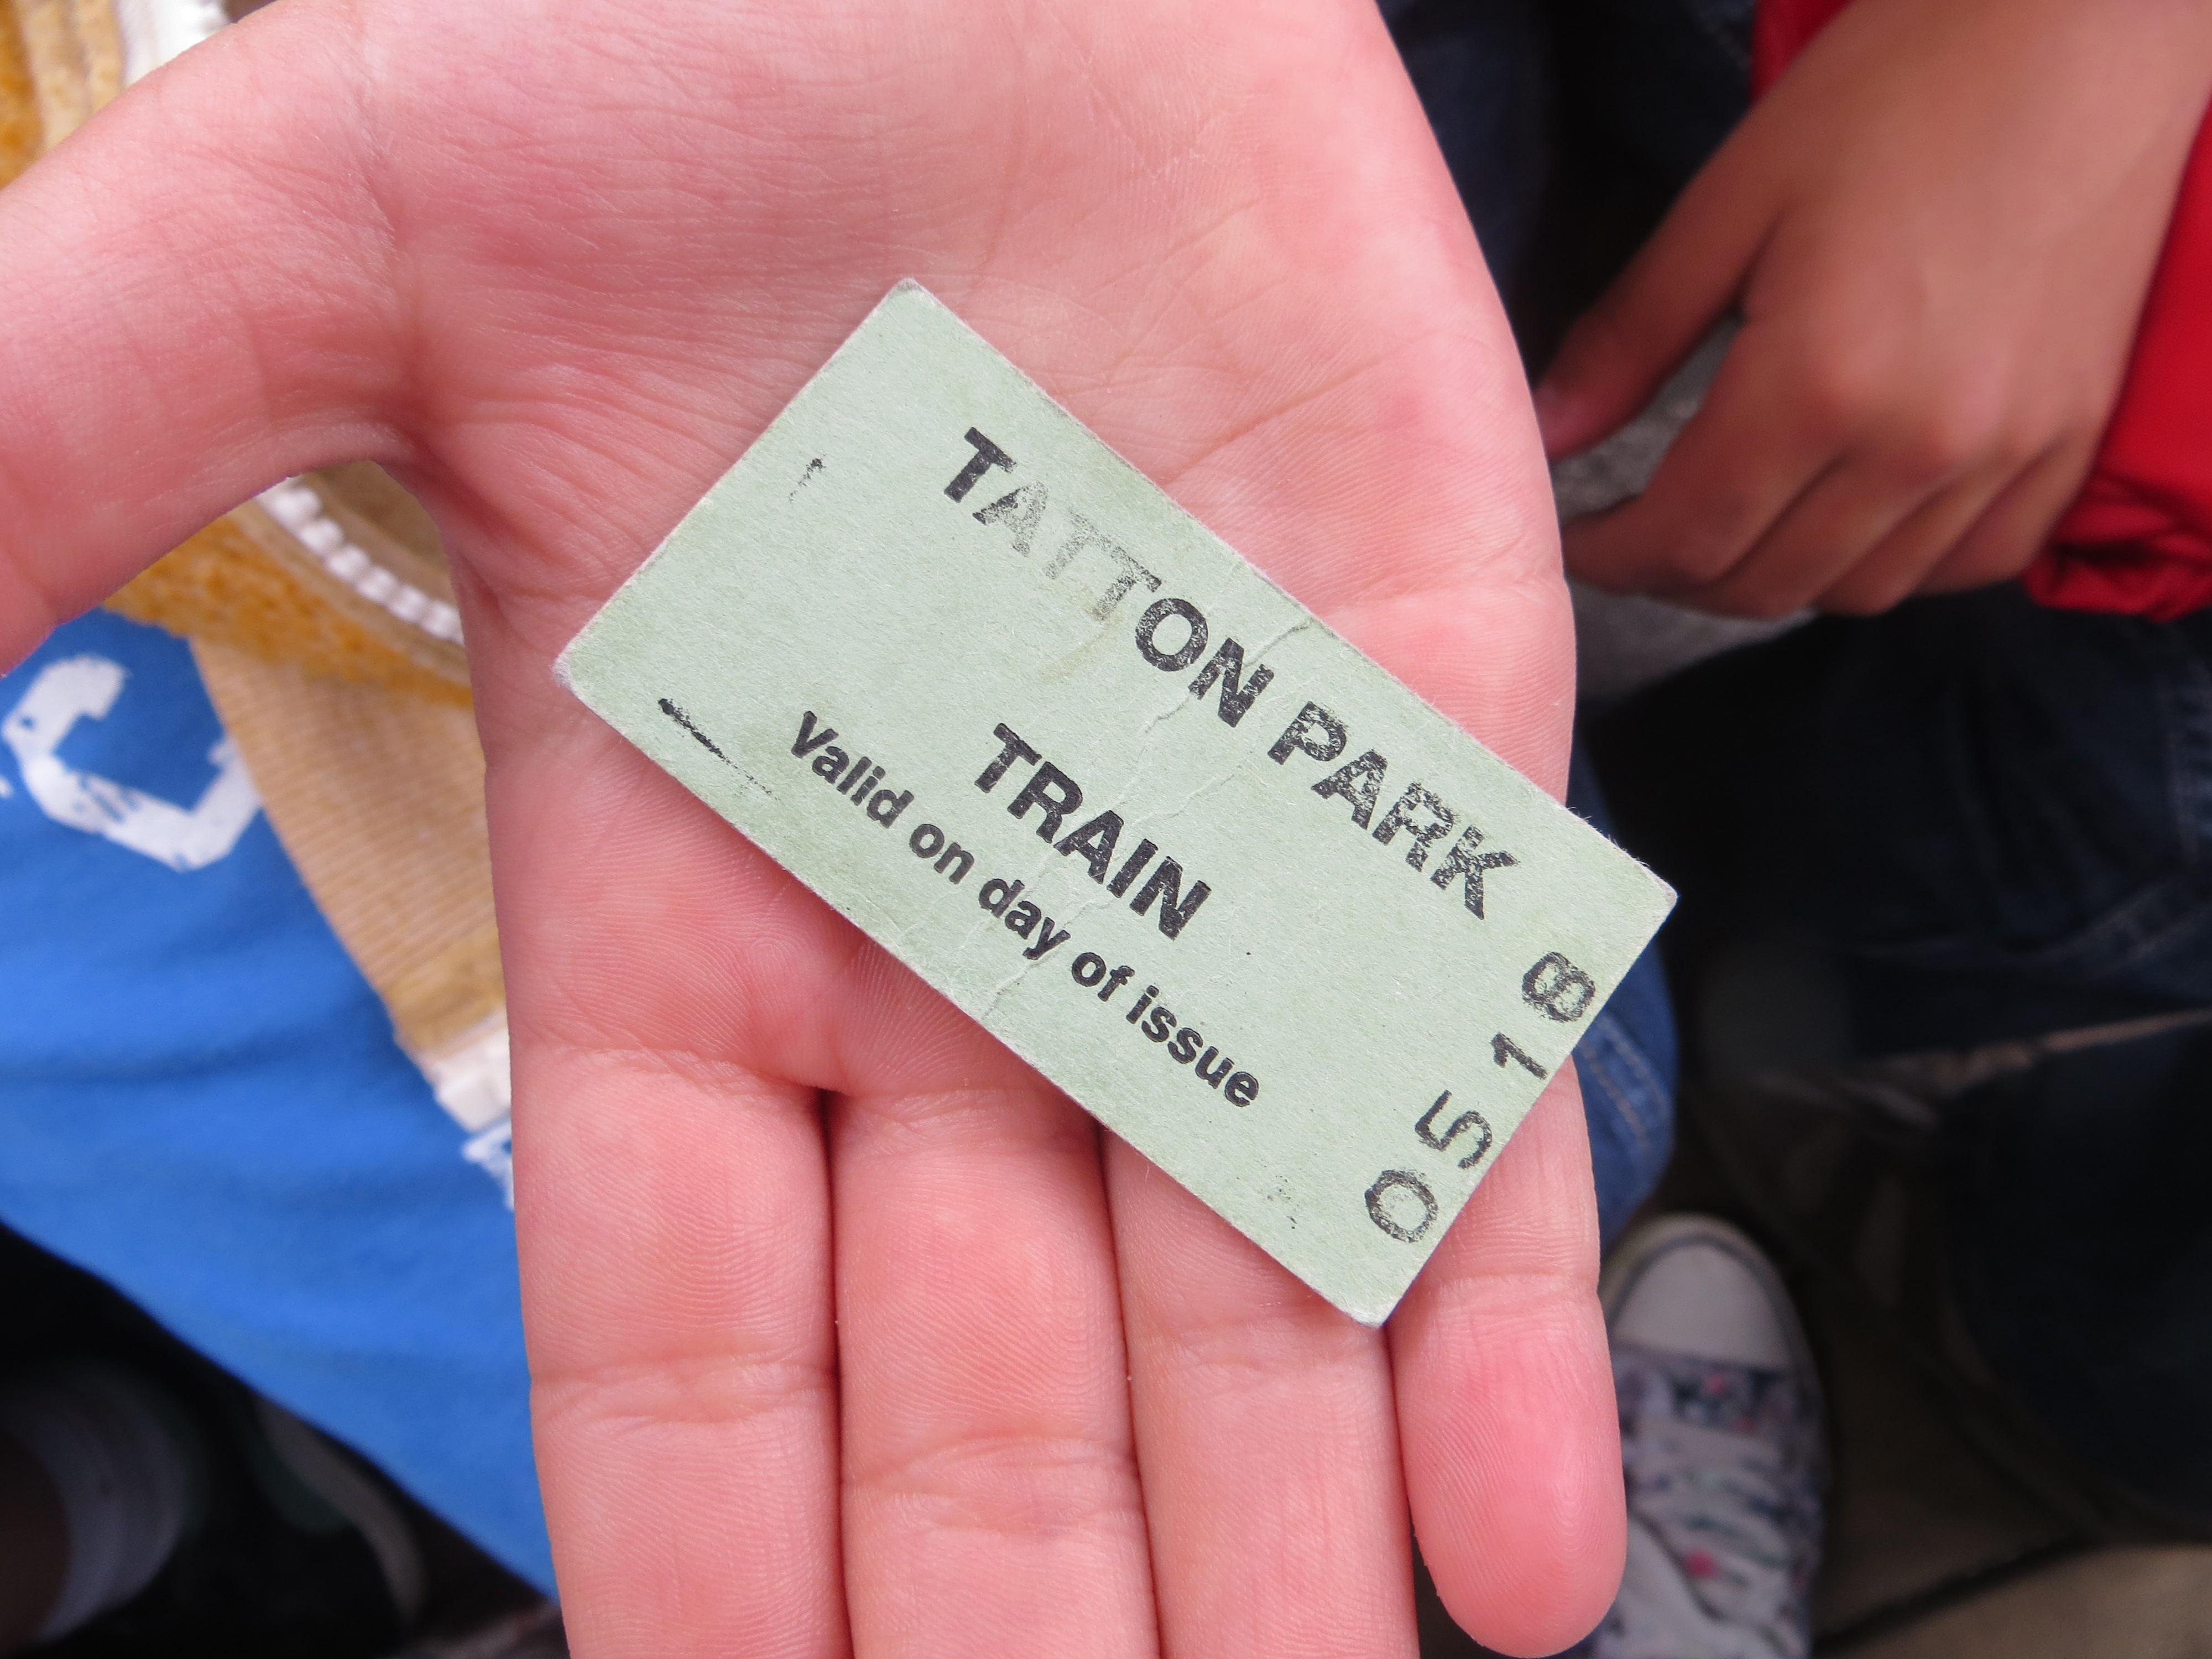 TATTON PARK
TRAIN
Valid on day of issue
0518